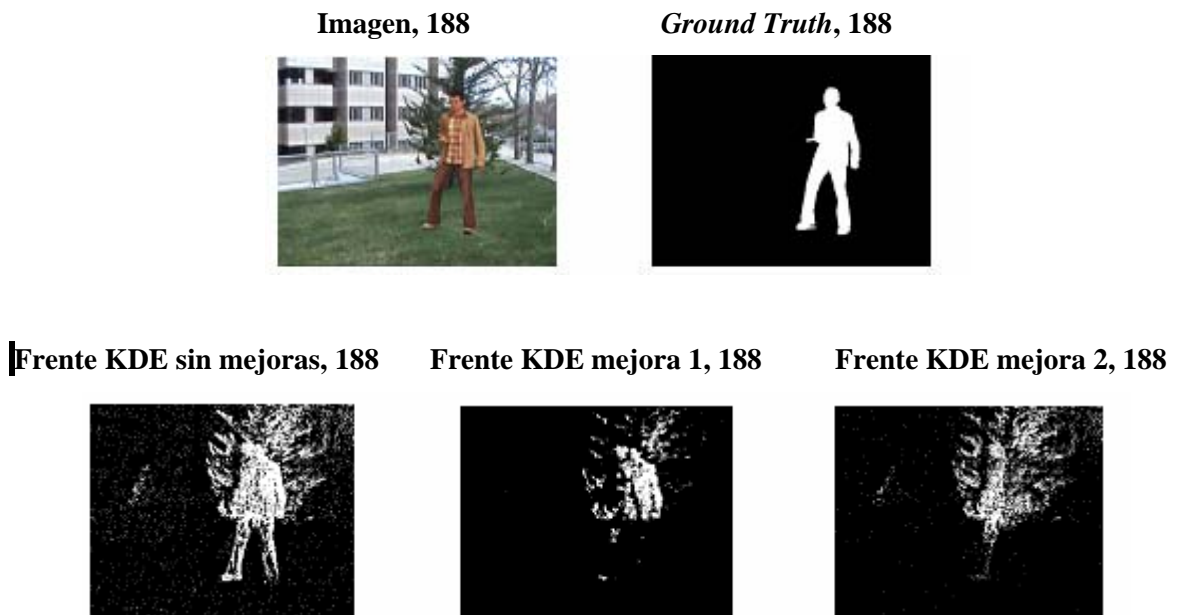 Imagen, 188
Ground Truth, 188
Frente KDE sin mejoras, 188
Frente KDE mejora 1, 188
Frente KDE mejora 2, 188